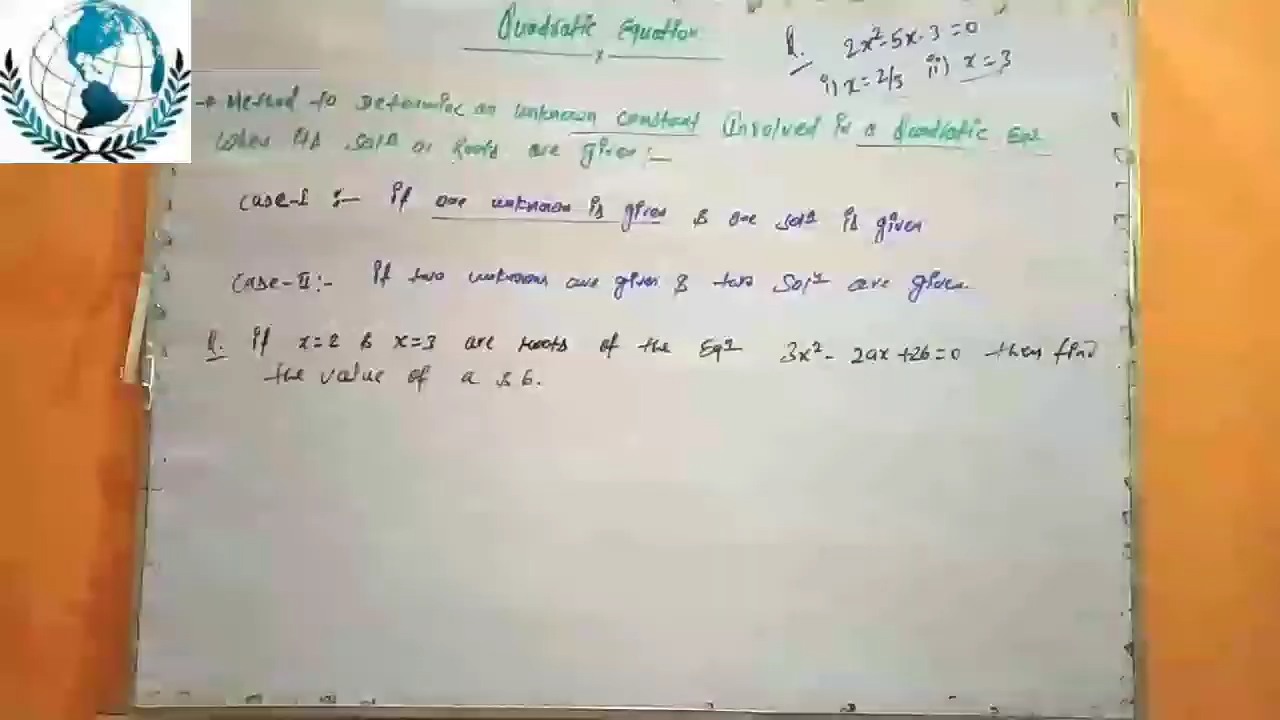 Quadratic Equation
Q. 2x²-5x-3=0
i) x=2/5 ii) x=3
→ Method to Determine an unknown constant Involved in a Quadratic Eqn
when its soln or Roots are given:-
Case-I :- If one unknown is given & one soln is given
Case-II:- If two unknown are given & two Soln are given
Q. If x=2 & x=3 are roots of the Eqn 3x²- 2ax+2b=0 then find
the value of a & b.